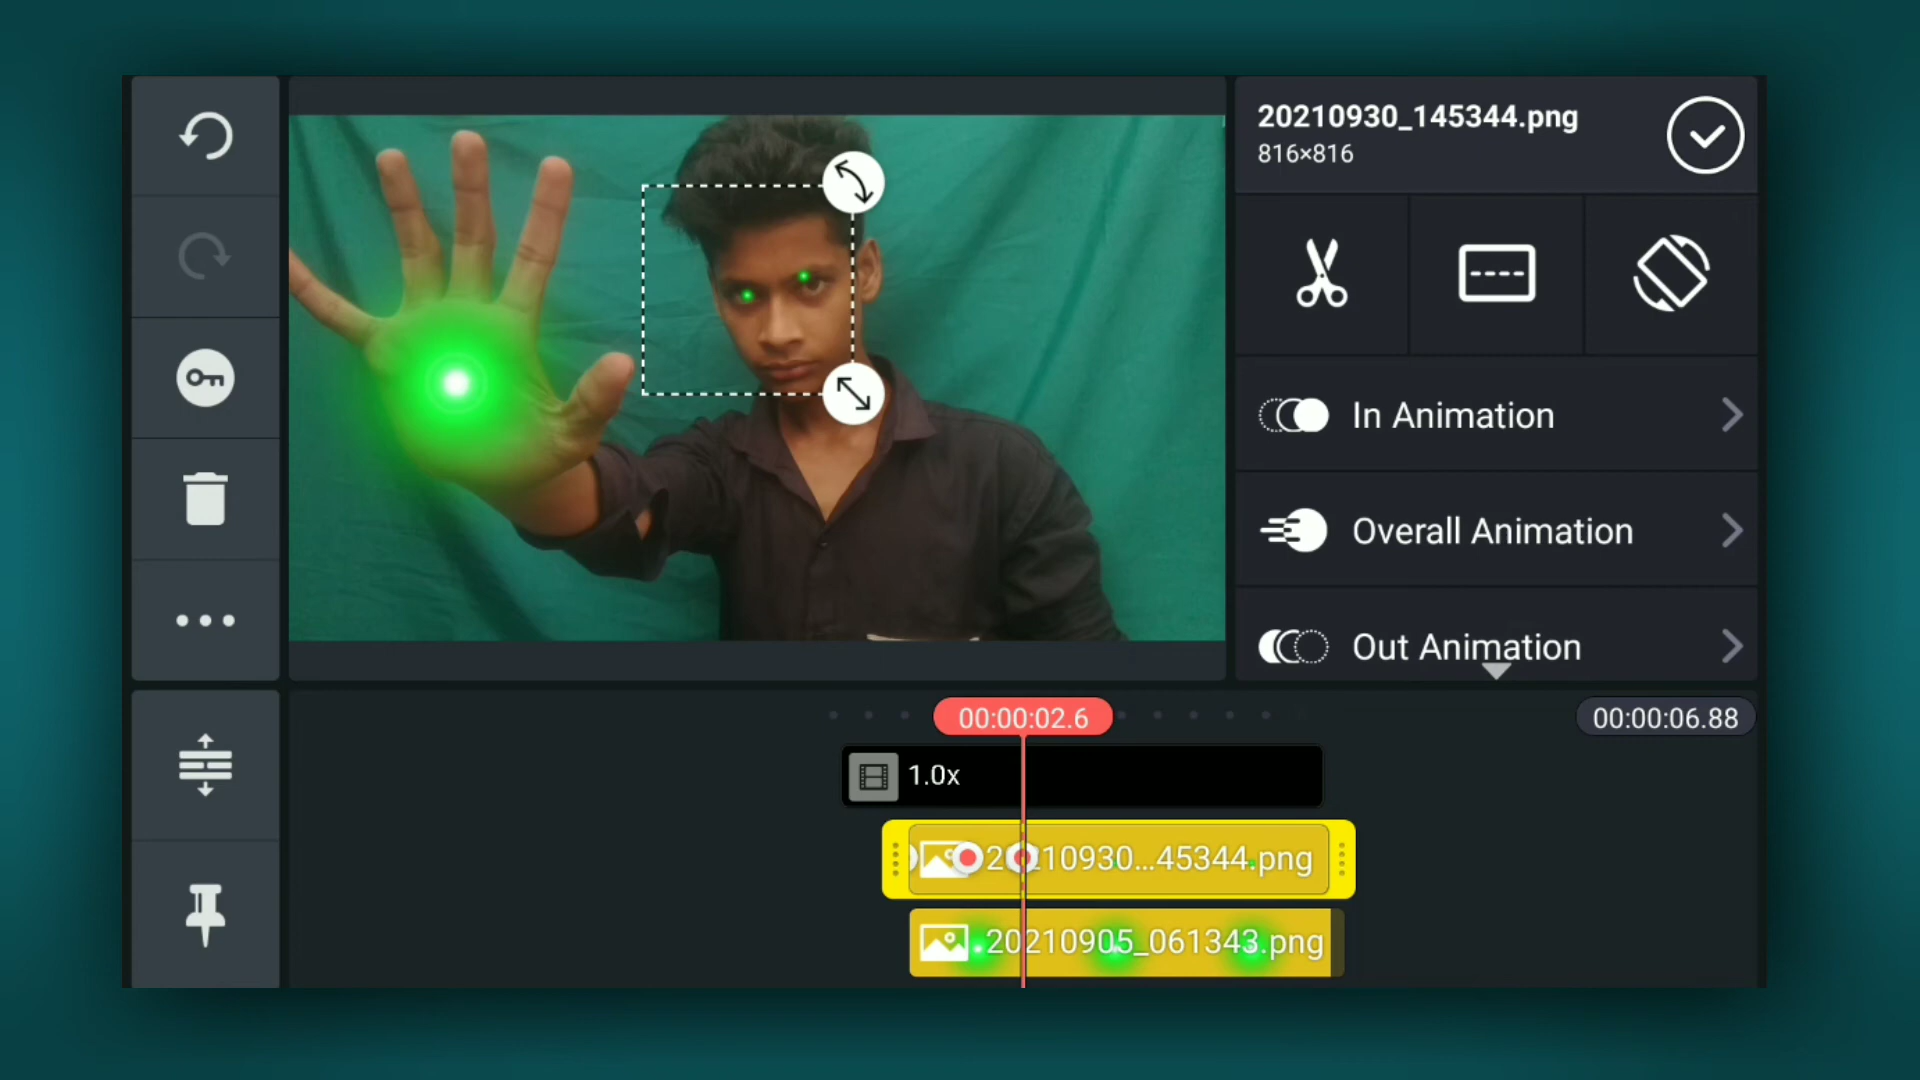 20210930_145344.png
816×816
In Animation
Overall Animation
Out Animation
00:00:02.6
00:00:06.88
1.0x
20210930...45344.png
20210905_061343.png